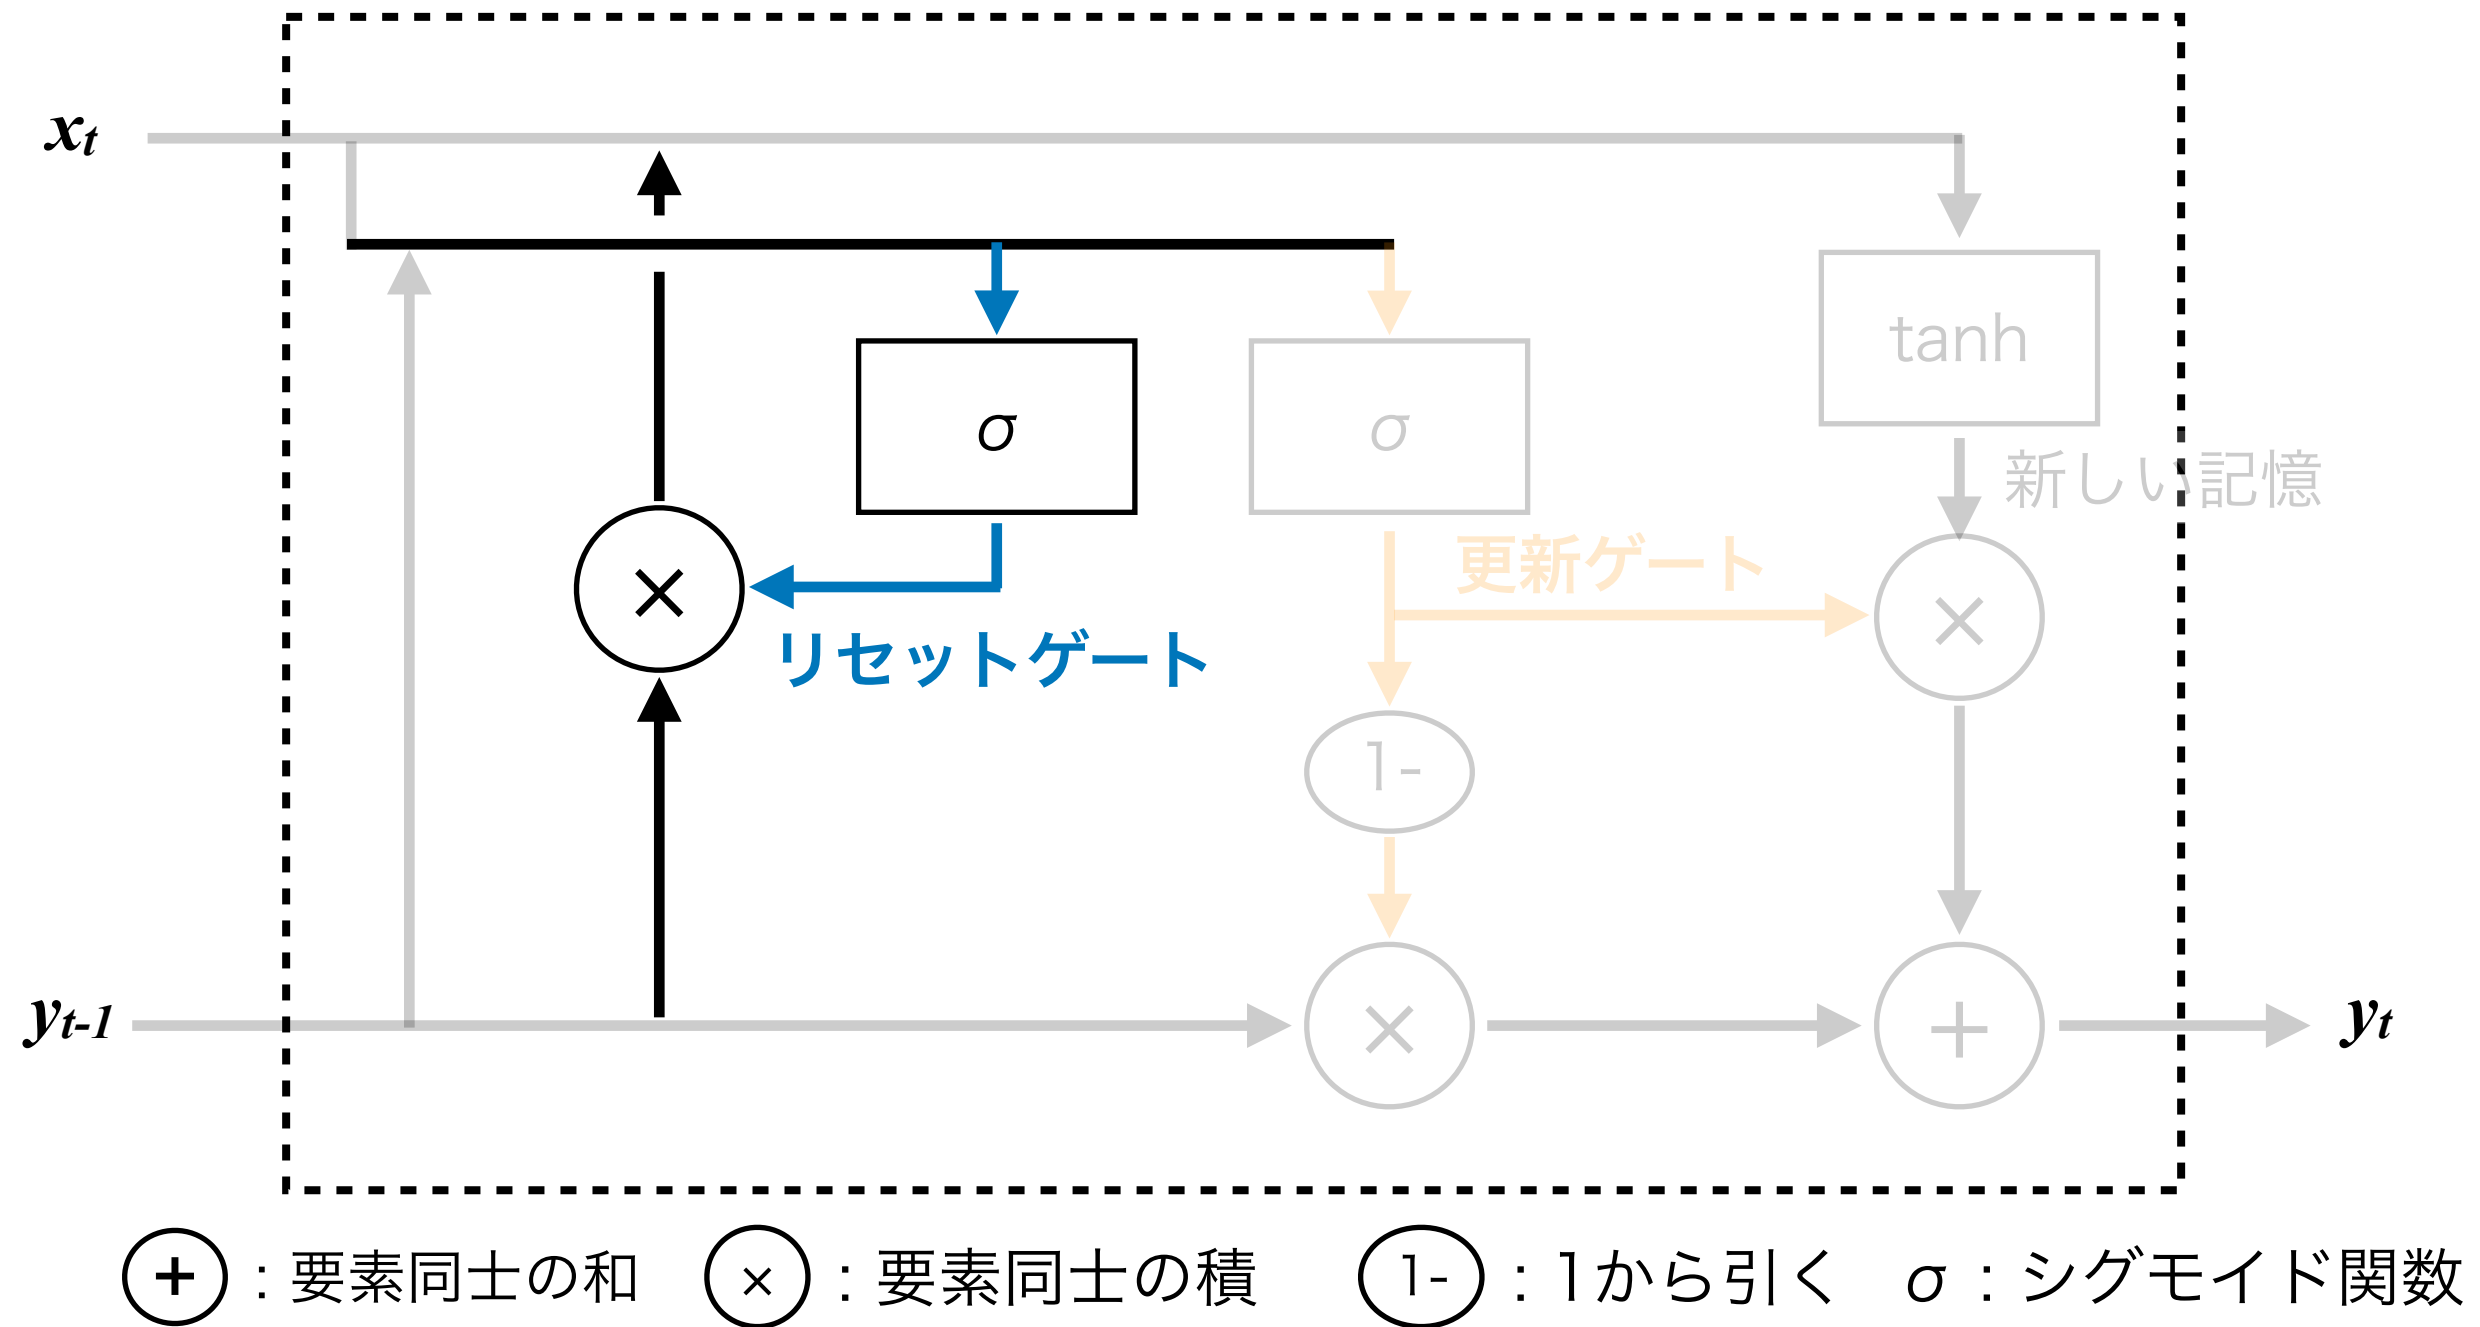 xt
tanh
σ
σ
新しい記憶
更新ゲート
×
×
リセットゲート
1-
yt-1
×
+
yt
+ : 要素同士の和
× : 要素同士の積
1- : 1から引く
σ : シグモイド関数